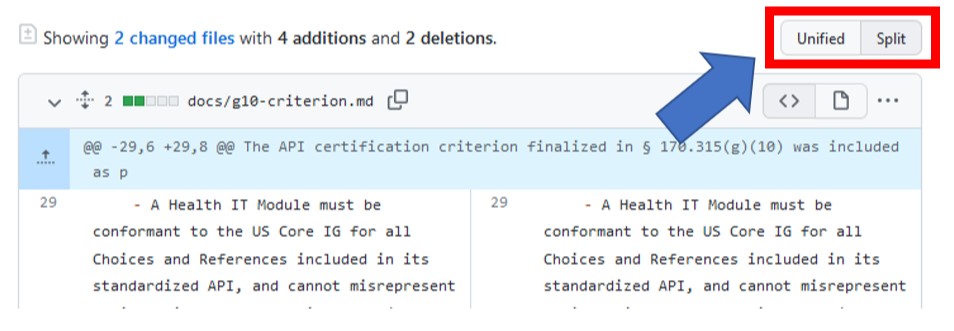 Showing 2 changed files with 4 additions and 2 deletions.
Unified Split
2 docs/g10-criterion.md
@@ -29,6 +29,8 @@ The API certification criterion finalized in § 170.315(g)(10) was included
as p
29 - A Health IT Module must be
conformant to the US Core IG for all
Choices and References included in its
standardized API, and cannot misrepresent
29 - A Health IT Module must be
conformant to the US Core IG for all
Choices and References included in its
standardized API, and cannot misrepresent